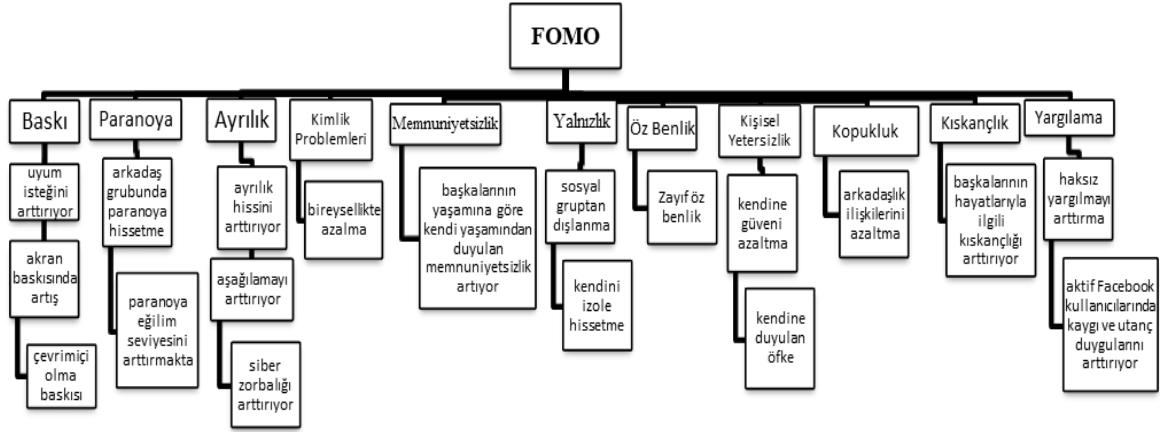 FOMO
Baskı
uyum
isteğini
arttırıyor
akran
baskısında
artış
çevrimiçi
olma
baskısı
Paranoya
arkadaş
grubunda
paranoya
hissetme
paranoya
eğilim
seviyesini
arttırmakta
Ayrılık
ayrılık
hissini
arttırıyor
aşağılamayı
arttırıyor
siber
zorbalığı
arttırıyor
Kimlik
Problemleri
bireysellikte
azalma
Memnuniyetsizlik
başkalarının
yaşamına göre
kendi yaşamından
duyulan
memnuniyetsizlik
artıyor
Yalnızlık
sosyal
gruptan
dışlanma
kendini
izole
hissetme
Öz Benlik
Zayıf öz
benlik
Kişisel
Yetersizlik
kendine
güveni
azaltma
kendine
duyulan
öfke
Kopukluk
arkadaşlık
ilişkilerini
azaltma
Kıskançlık
başkalarının
hayatlarıyla
ilgili
kıskançlığı
arttırıyor
Yargılama
haksız
yargılmayı
arttırma
aktif Facebook
kullanıcılarında
kaygı ve utanç
duygularını
arttırıyor